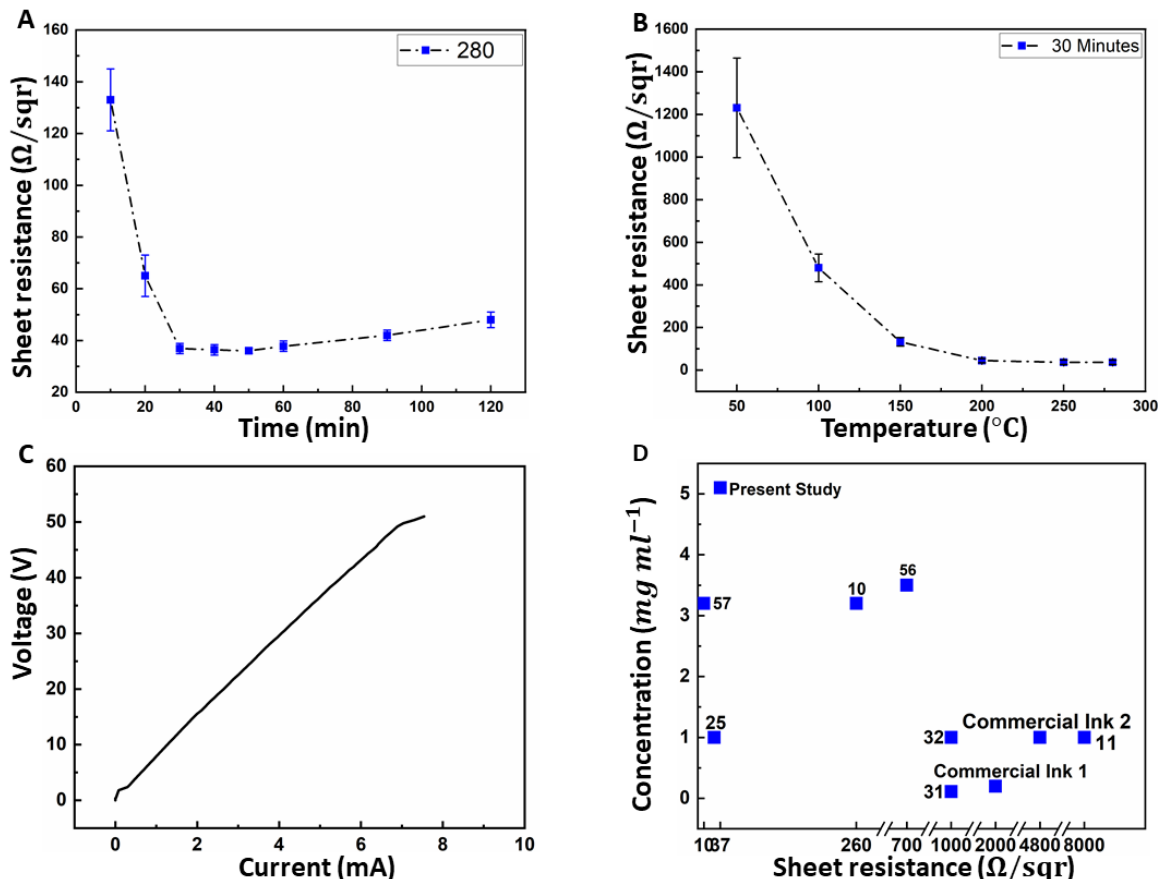 A
160
140
120
100
80
60
40
20
0 20 40 60 80 100 120
280
Sheet resistance (Ω/sqr)
Time (min)
B
1600
1400
1200
1000
800
600
400
200
0
50 100 150 200 250 300
30 Minutes
Sheet resistance (Ω/sqr)
Temperature (°C)
C
60
50
40
30
20
10
0
0 2 4 6 8 10
Voltage (V)
Current (mA)
D
5
4
3
2
1
0
Present Study
57
10
56
25
32
Commercial Ink 2
11
Commercial Ink 1
31
1037 260 700 1000 2000 4800 8000
Concentration (mg ml⁻¹)
Sheet resistance (Ω/sqr)